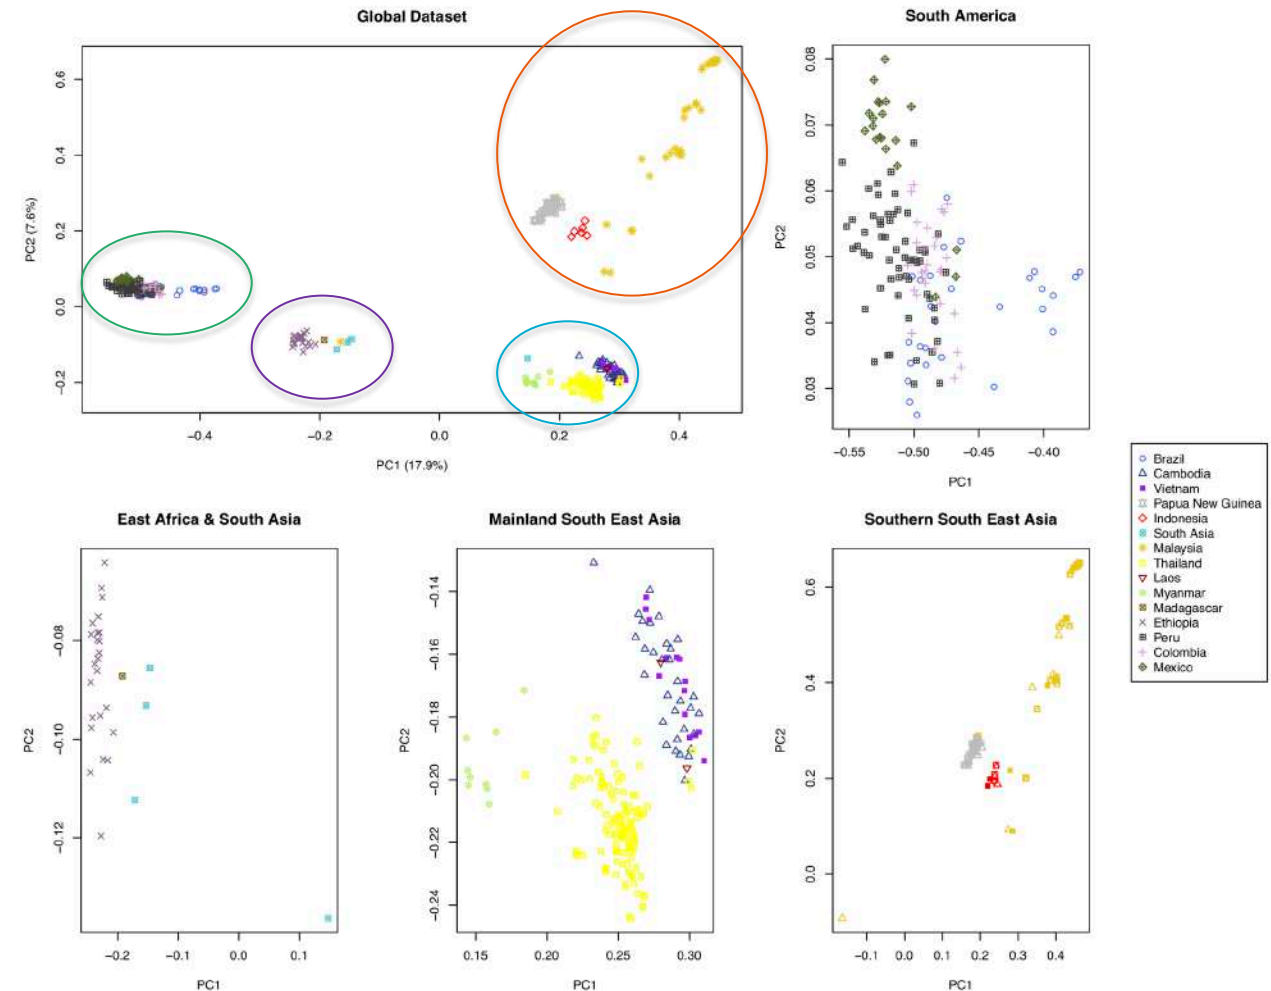 Global Dataset
South America
PC2 (7.6%)
0.6
0.4
0.2
0.0
−0.2
−0.4
−0.2
0.0
0.2
0.4
PC1 (17.9%)
PC2
0.08
0.07
0.06
0.05
0.04
0.03
−0.55
−0.50
−0.45
−0.40
PC1
Brazil
Cambodia
Vietnam
Papua New Guinea
Indonesia
South Asia
Malaysia
Thailand
Laos
Myanmar
Madagascar
Ethiopia
Peru
Colombia
Mexico
East Africa & South Asia
Mainland South East Asia
Southern South East Asia
PC2
−0.08
−0.10
−0.12
−0.2
−0.1
0.0
0.1
PC1
PC2
−0.14
−0.16
−0.18
−0.20
−0.22
−0.24
0.15
0.20
0.25
0.30
PC1
PC2
0.6
0.4
0.2
0.0
−0.1
0.0
0.1
0.2
0.3
0.4
PC1